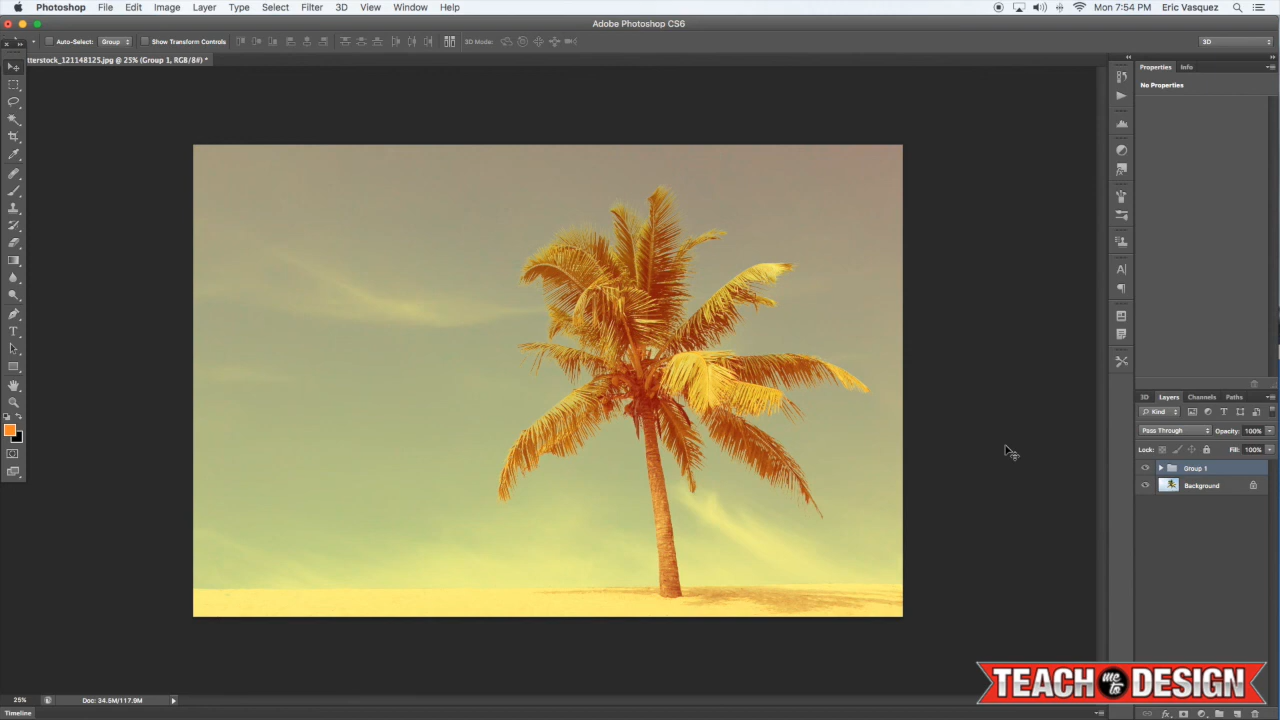 Photoshop File Edit Image Layer Type Select Filter 3D View Window Help Mon 7:54 PM Eric Vasquez
Adobe Photoshop CS6
Auto-Select: Group Show Transform Controls 3D Mode: 3D
tterstock_121148125.jpg @ 25% (Group 1, RGB/8#) *
Properties Info
No Properties
3D Layers Channels Paths
Kind
Pass Through Opacity: 100%
Lock: Fill: 100%
Group 1
Background
TEACH me to DESIGN
25% Doc: 34.5M/117.9M
Timeline